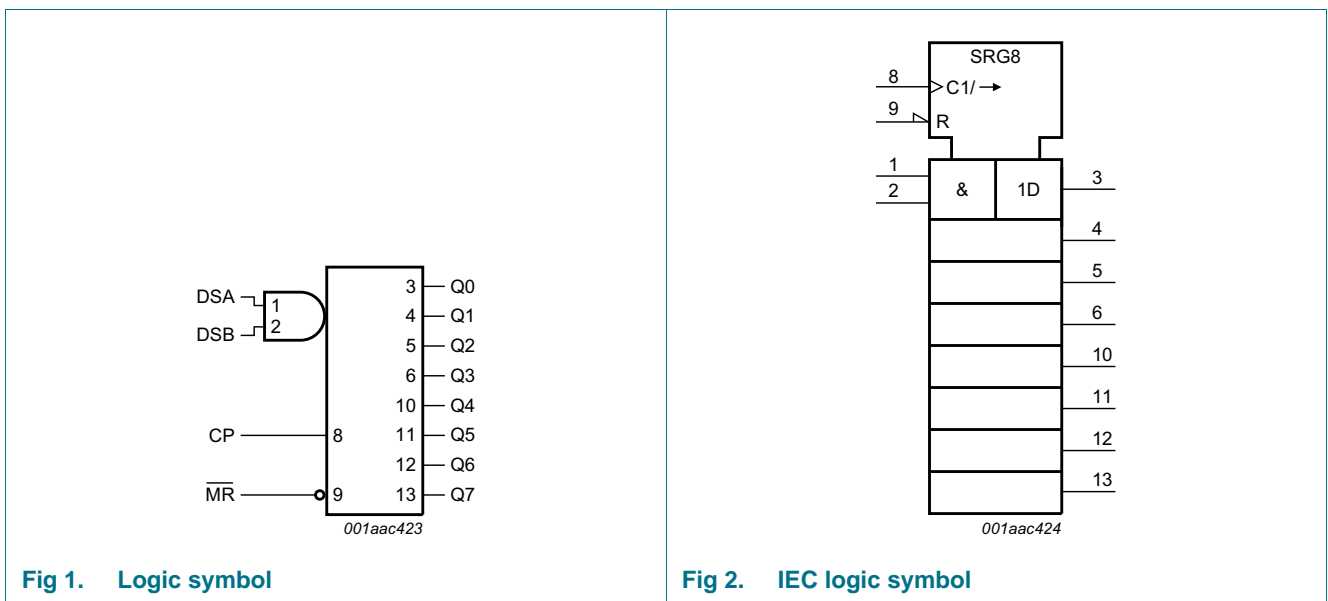 DSA
DSB
CP
MR
1
2
8
9
3
4
5
6
10
11
12
13
Q0
Q1
Q2
Q3
Q4
Q5
Q6
Q7
001aac423
Fig 1. Logic symbol
SRG8
8
C1/→
9
R
1
2
&
1D
3
4
5
6
10
11
12
13
001aac424
Fig 2. IEC logic symbol